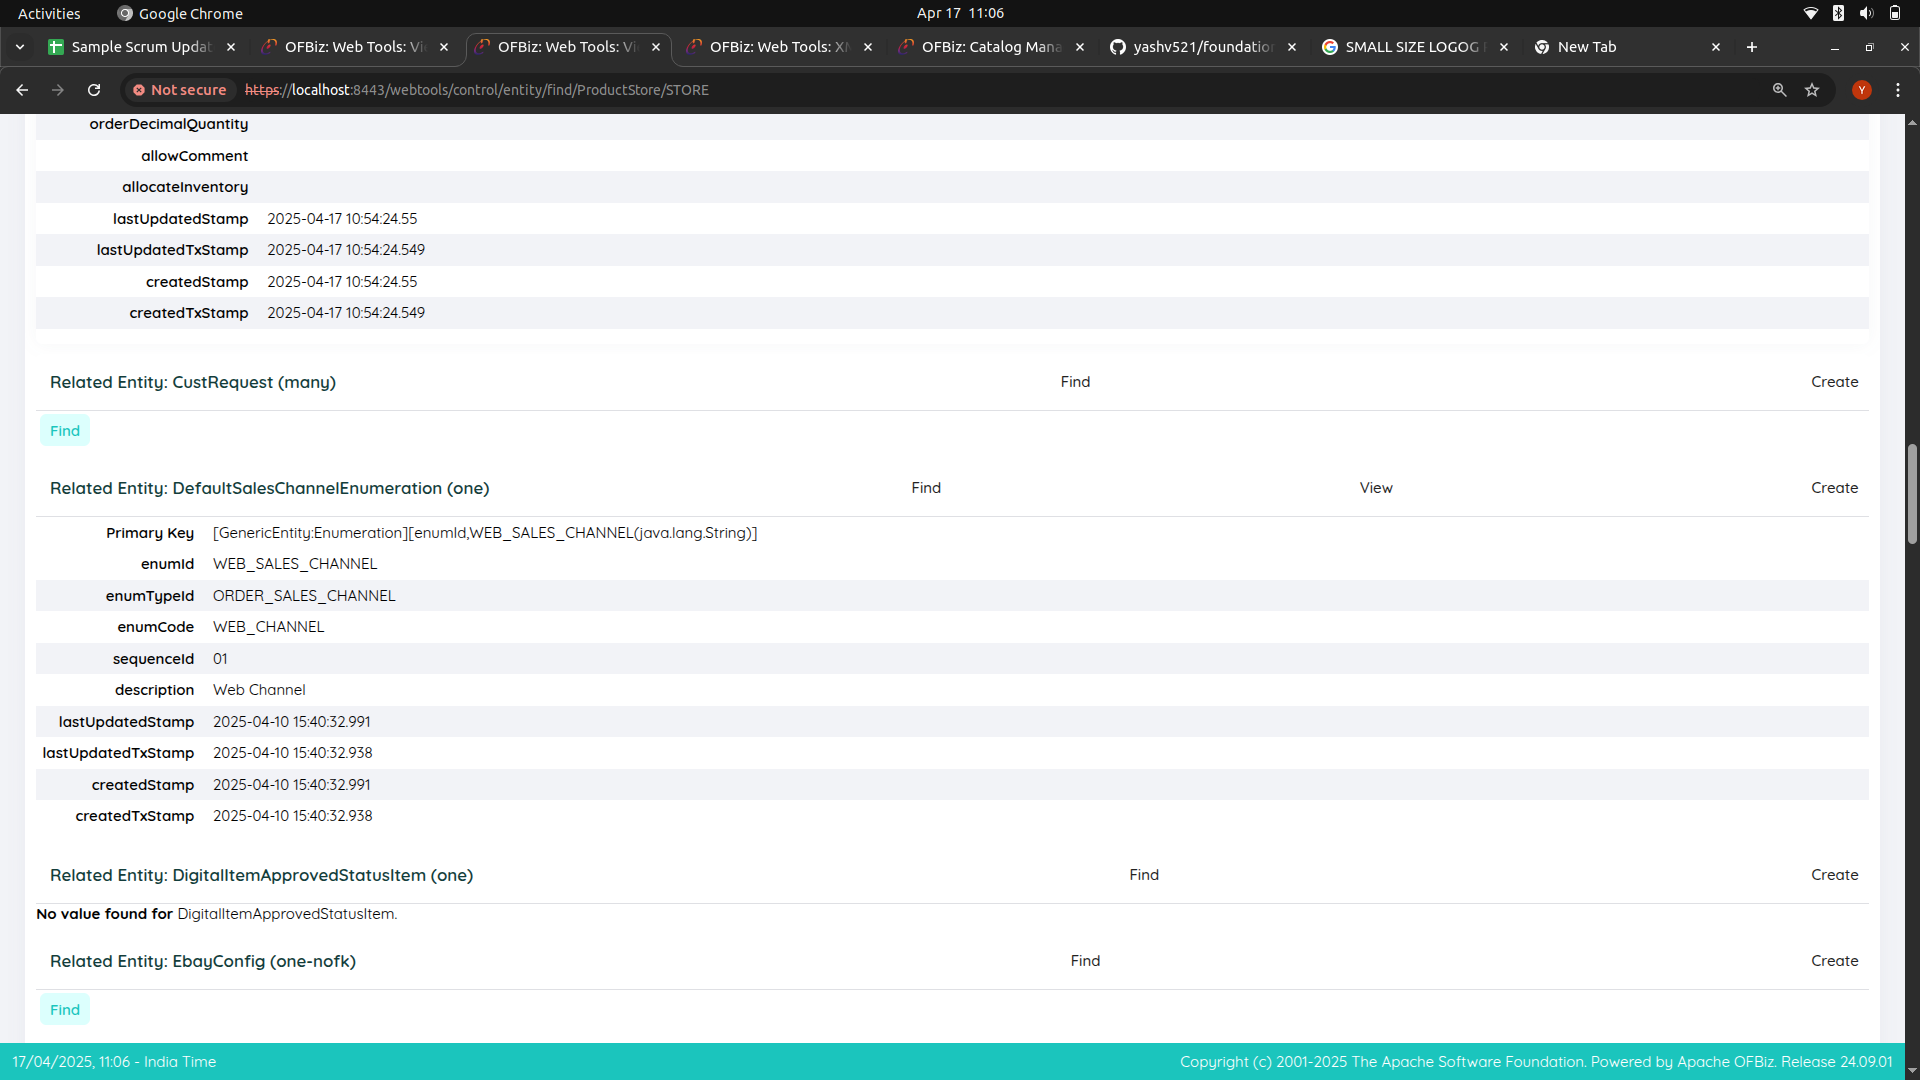 Activities Google Chrome Apr 17 11:06
Sample Scrum Updat OFBiz: Web Tools: Vi OFBiz: Web Tools: Vi OFBiz: Web Tools: XM OFBiz: Catalog Mana yashv521/foundation SMALL SIZE LOGOG New Tab
Not secure https://localhost:8443/webtools/control/entity/find/ProductStore/STORE Y
orderDecimalQuantity
allowComment
allocateInventory
lastUpdatedStamp 2025-04-17 10:54:24.55
lastUpdatedTxStamp 2025-04-17 10:54:24.549
createdStamp 2025-04-17 10:54:24.55
createdTxStamp 2025-04-17 10:54:24.549
Related Entity: CustRequest (many) Find Create
Find
Related Entity: DefaultSalesChannelEnumeration (one) Find View Create
Primary Key [GenericEntity:Enumeration][enumId,WEB_SALES_CHANNEL(java.lang.String)]
enumId WEB_SALES_CHANNEL
enumTypeId ORDER_SALES_CHANNEL
enumCode WEB_CHANNEL
sequenceId 01
description Web Channel
lastUpdatedStamp 2025-04-10 15:40:32.991
lastUpdatedTxStamp 2025-04-10 15:40:32.938
createdStamp 2025-04-10 15:40:32.991
createdTxStamp 2025-04-10 15:40:32.938
Related Entity: DigitalItemApprovedStatusItem (one) Find Create
No value found for DigitalItemApprovedStatusItem.
Related Entity: EbayConfig (one-nofk) Find Create
Find
17/04/2025, 11:06 - India Time Copyright (c) 2001-2025 The Apache Software Foundation. Powered by Apache OFBiz. Release 24.09.01